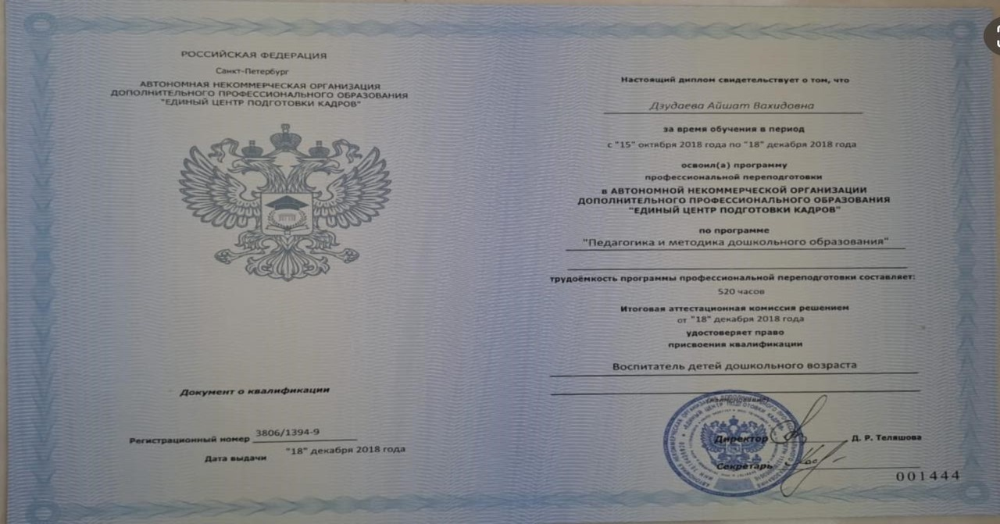 РОССИЙСКАЯ ФЕДЕРАЦИЯ
Санкт-Петербург
АВТОНОМНАЯ НЕКОММЕРЧЕСКАЯ ОРГАНИЗАЦИЯ
ДОПОЛНИТЕЛЬНОГО ПРОФЕССИОНАЛЬНОГО ОБРАЗОВАНИЯ
"ЕДИНЫЙ ЦЕНТР ПОДГОТОВКИ КАДРОВ"
Документ о квалификации
Регистрационный номер 3806/1394-9
Дата выдачи "18" декабря 2018 года
Настоящий диплом свидетельствует о том, что
Дзудаева Айшат Вахидовна
за время обучения в период
с "15" октября 2018 года по "18" декабря 2018 года
освоил(а) программу
профессиональной переподготовки
в АВТОНОМНОЙ НЕКОММЕРЧЕСКОЙ ОРГАНИЗАЦИИ
ДОПОЛНИТЕЛЬНОГО ПРОФЕССИОНАЛЬНОГО ОБРАЗОВАНИЯ
"ЕДИНЫЙ ЦЕНТР ПОДГОТОВКИ КАДРОВ"
по программе
"Педагогика и методика дошкольного образования"
трудоёмкость программы профессиональной переподготовки составляет:
520 часов
Итоговая аттестационная комиссия решением
от "18" декабря 2018 года
удостоверяет право
присвоения квалификации
Воспитатель детей дошкольного возраста
Директор Д. Р. Теляшова
Секретарь
001444